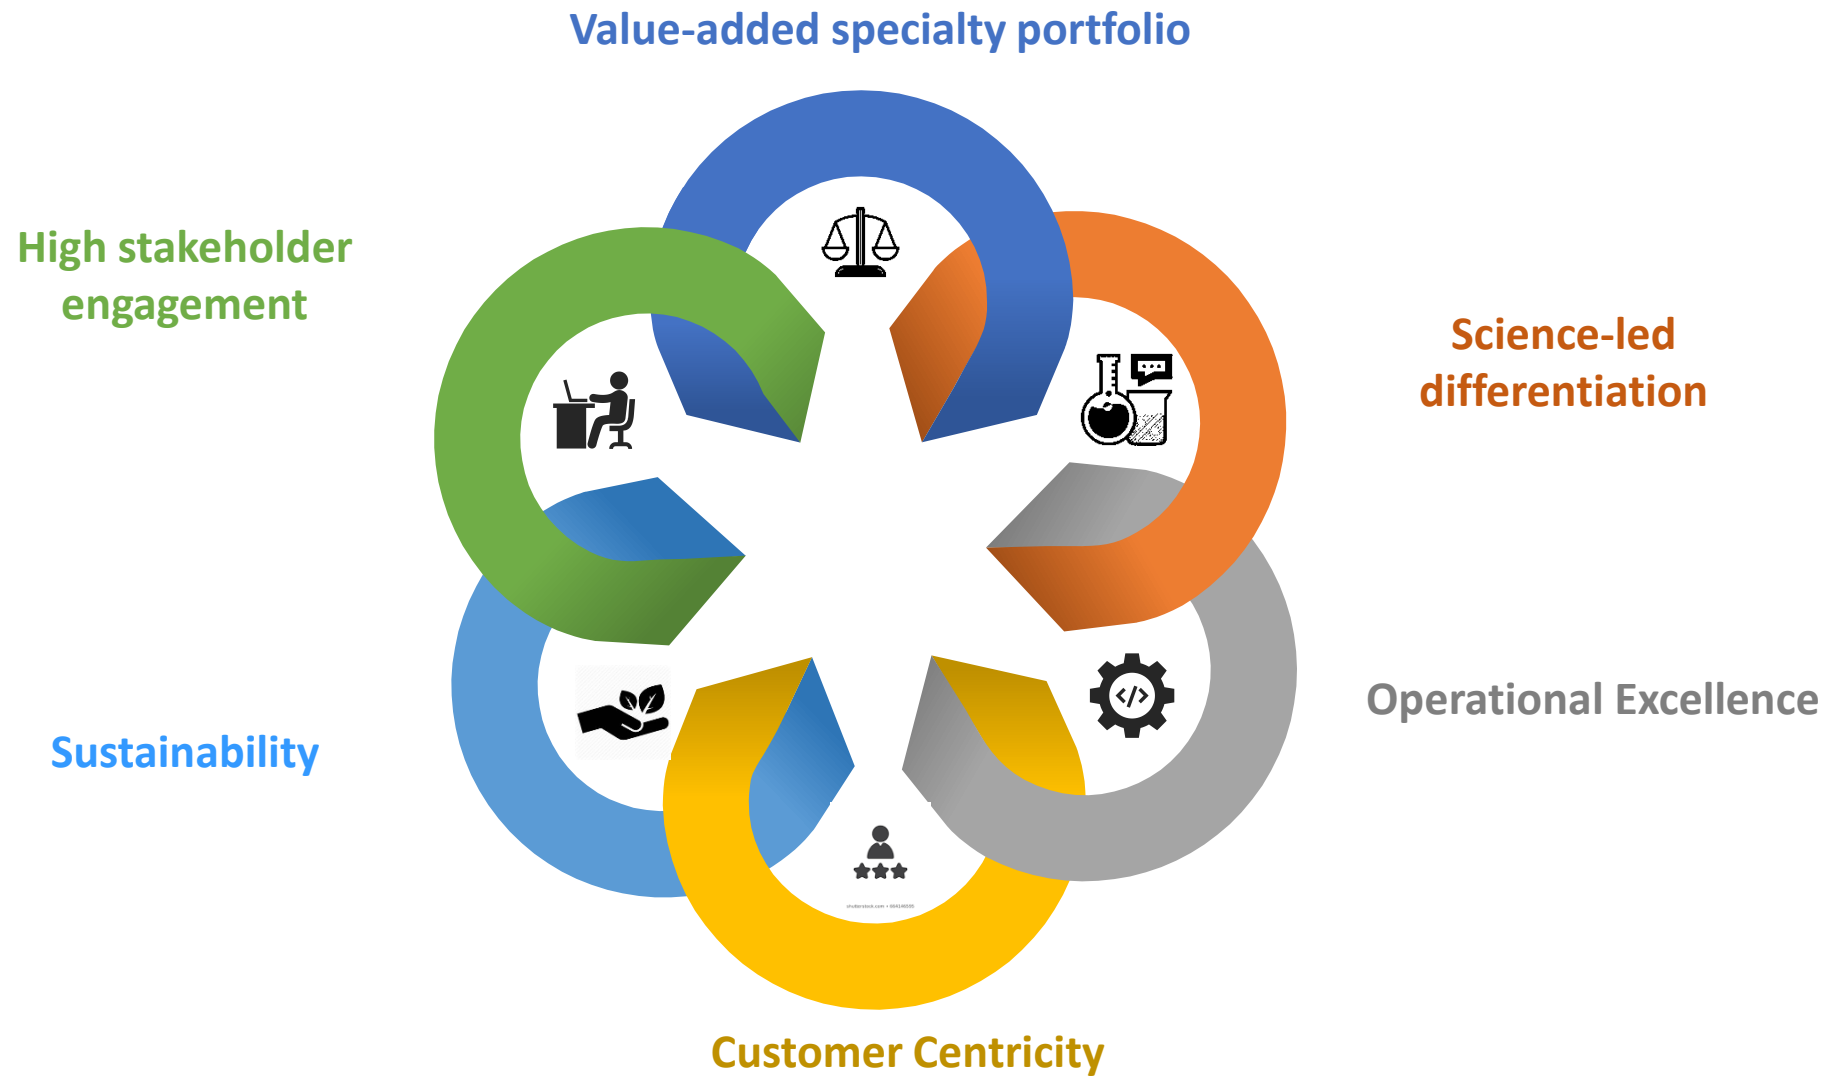 Value-added specialty portfolio
High stakeholder
engagement
Science-led
differentiation
Operational Excellence
Sustainability
</>
Customer Centricity